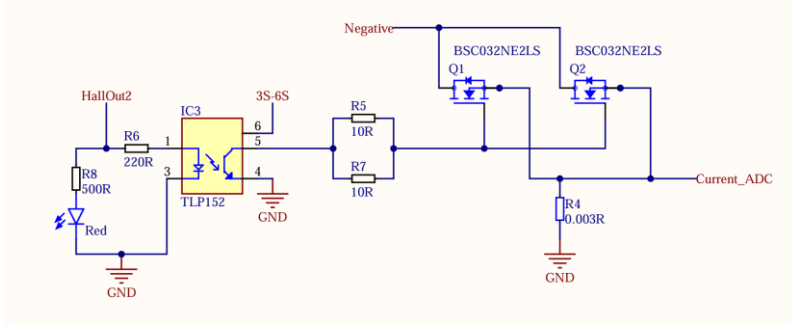 Negative
BSC032NE2LS
BSC032NE2LS
Q1
Q2
HallOut2
3S-6S
IC3
R5
10R
R6
220R
1
3
6
5
4
R8
500R
R7
10R
TLP152
GND
Red
GND
Current_ADC
R4
0.003R
GND